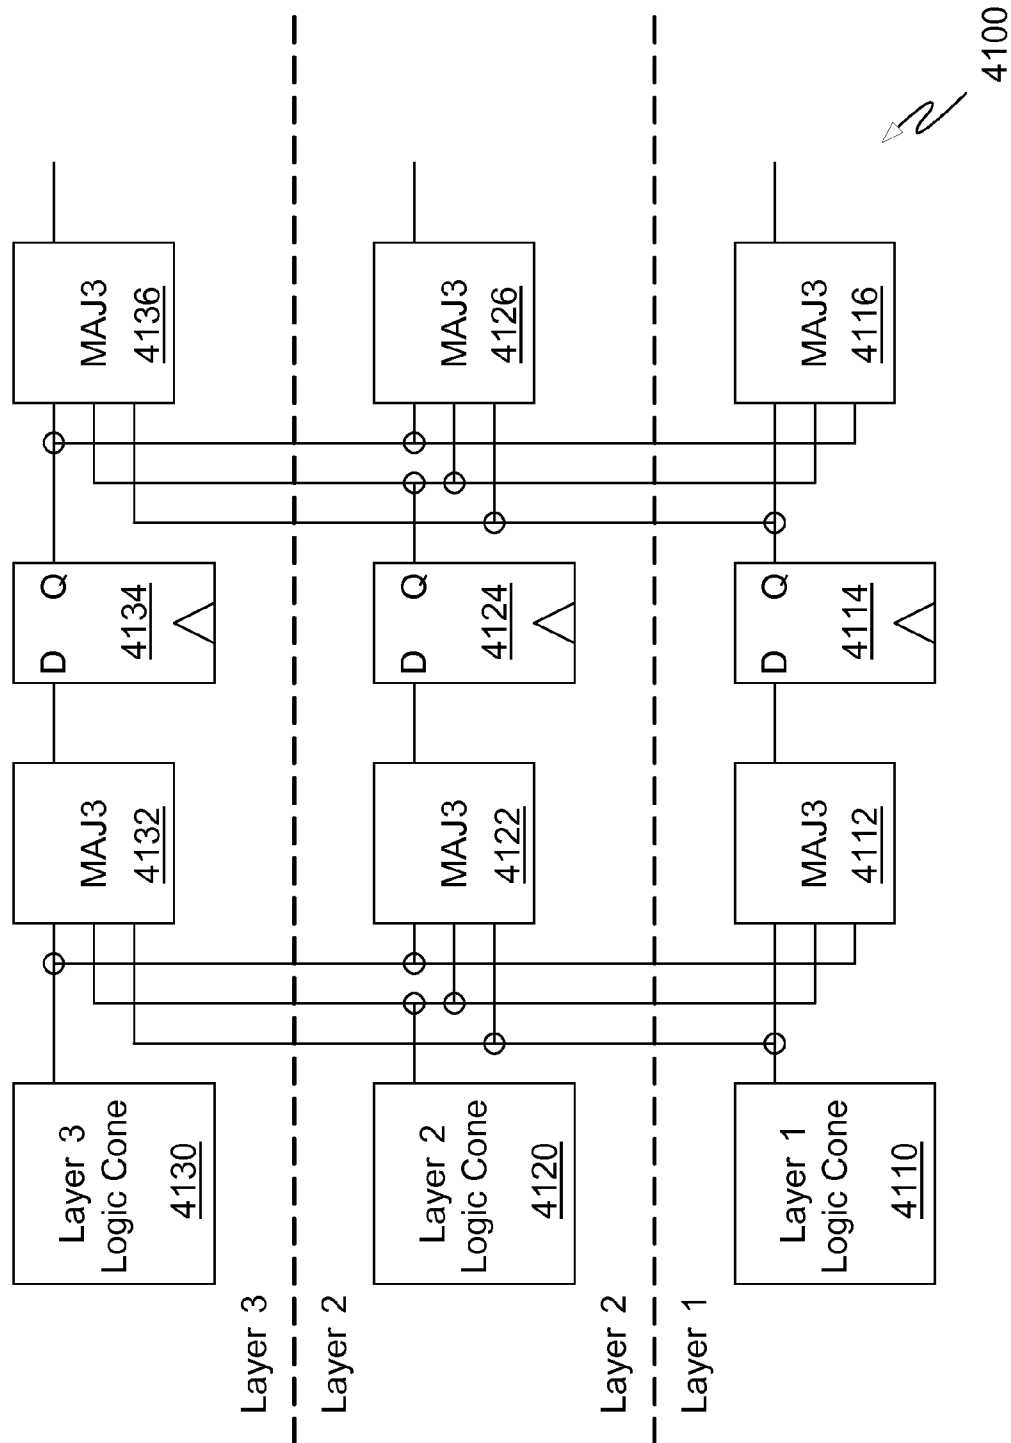 Layer 3
Logic Cone
4130
MAJ3
4132
D
Q
4134
MAJ3
4136
Layer 3
Layer 2
Layer 2
Logic Cone
4120
MAJ3
4122
D
Q
4124
MAJ3
4126
Layer 2
Layer 1
Layer 1
Logic Cone
4110
MAJ3
4112
D
Q
4114
MAJ3
4116
4100